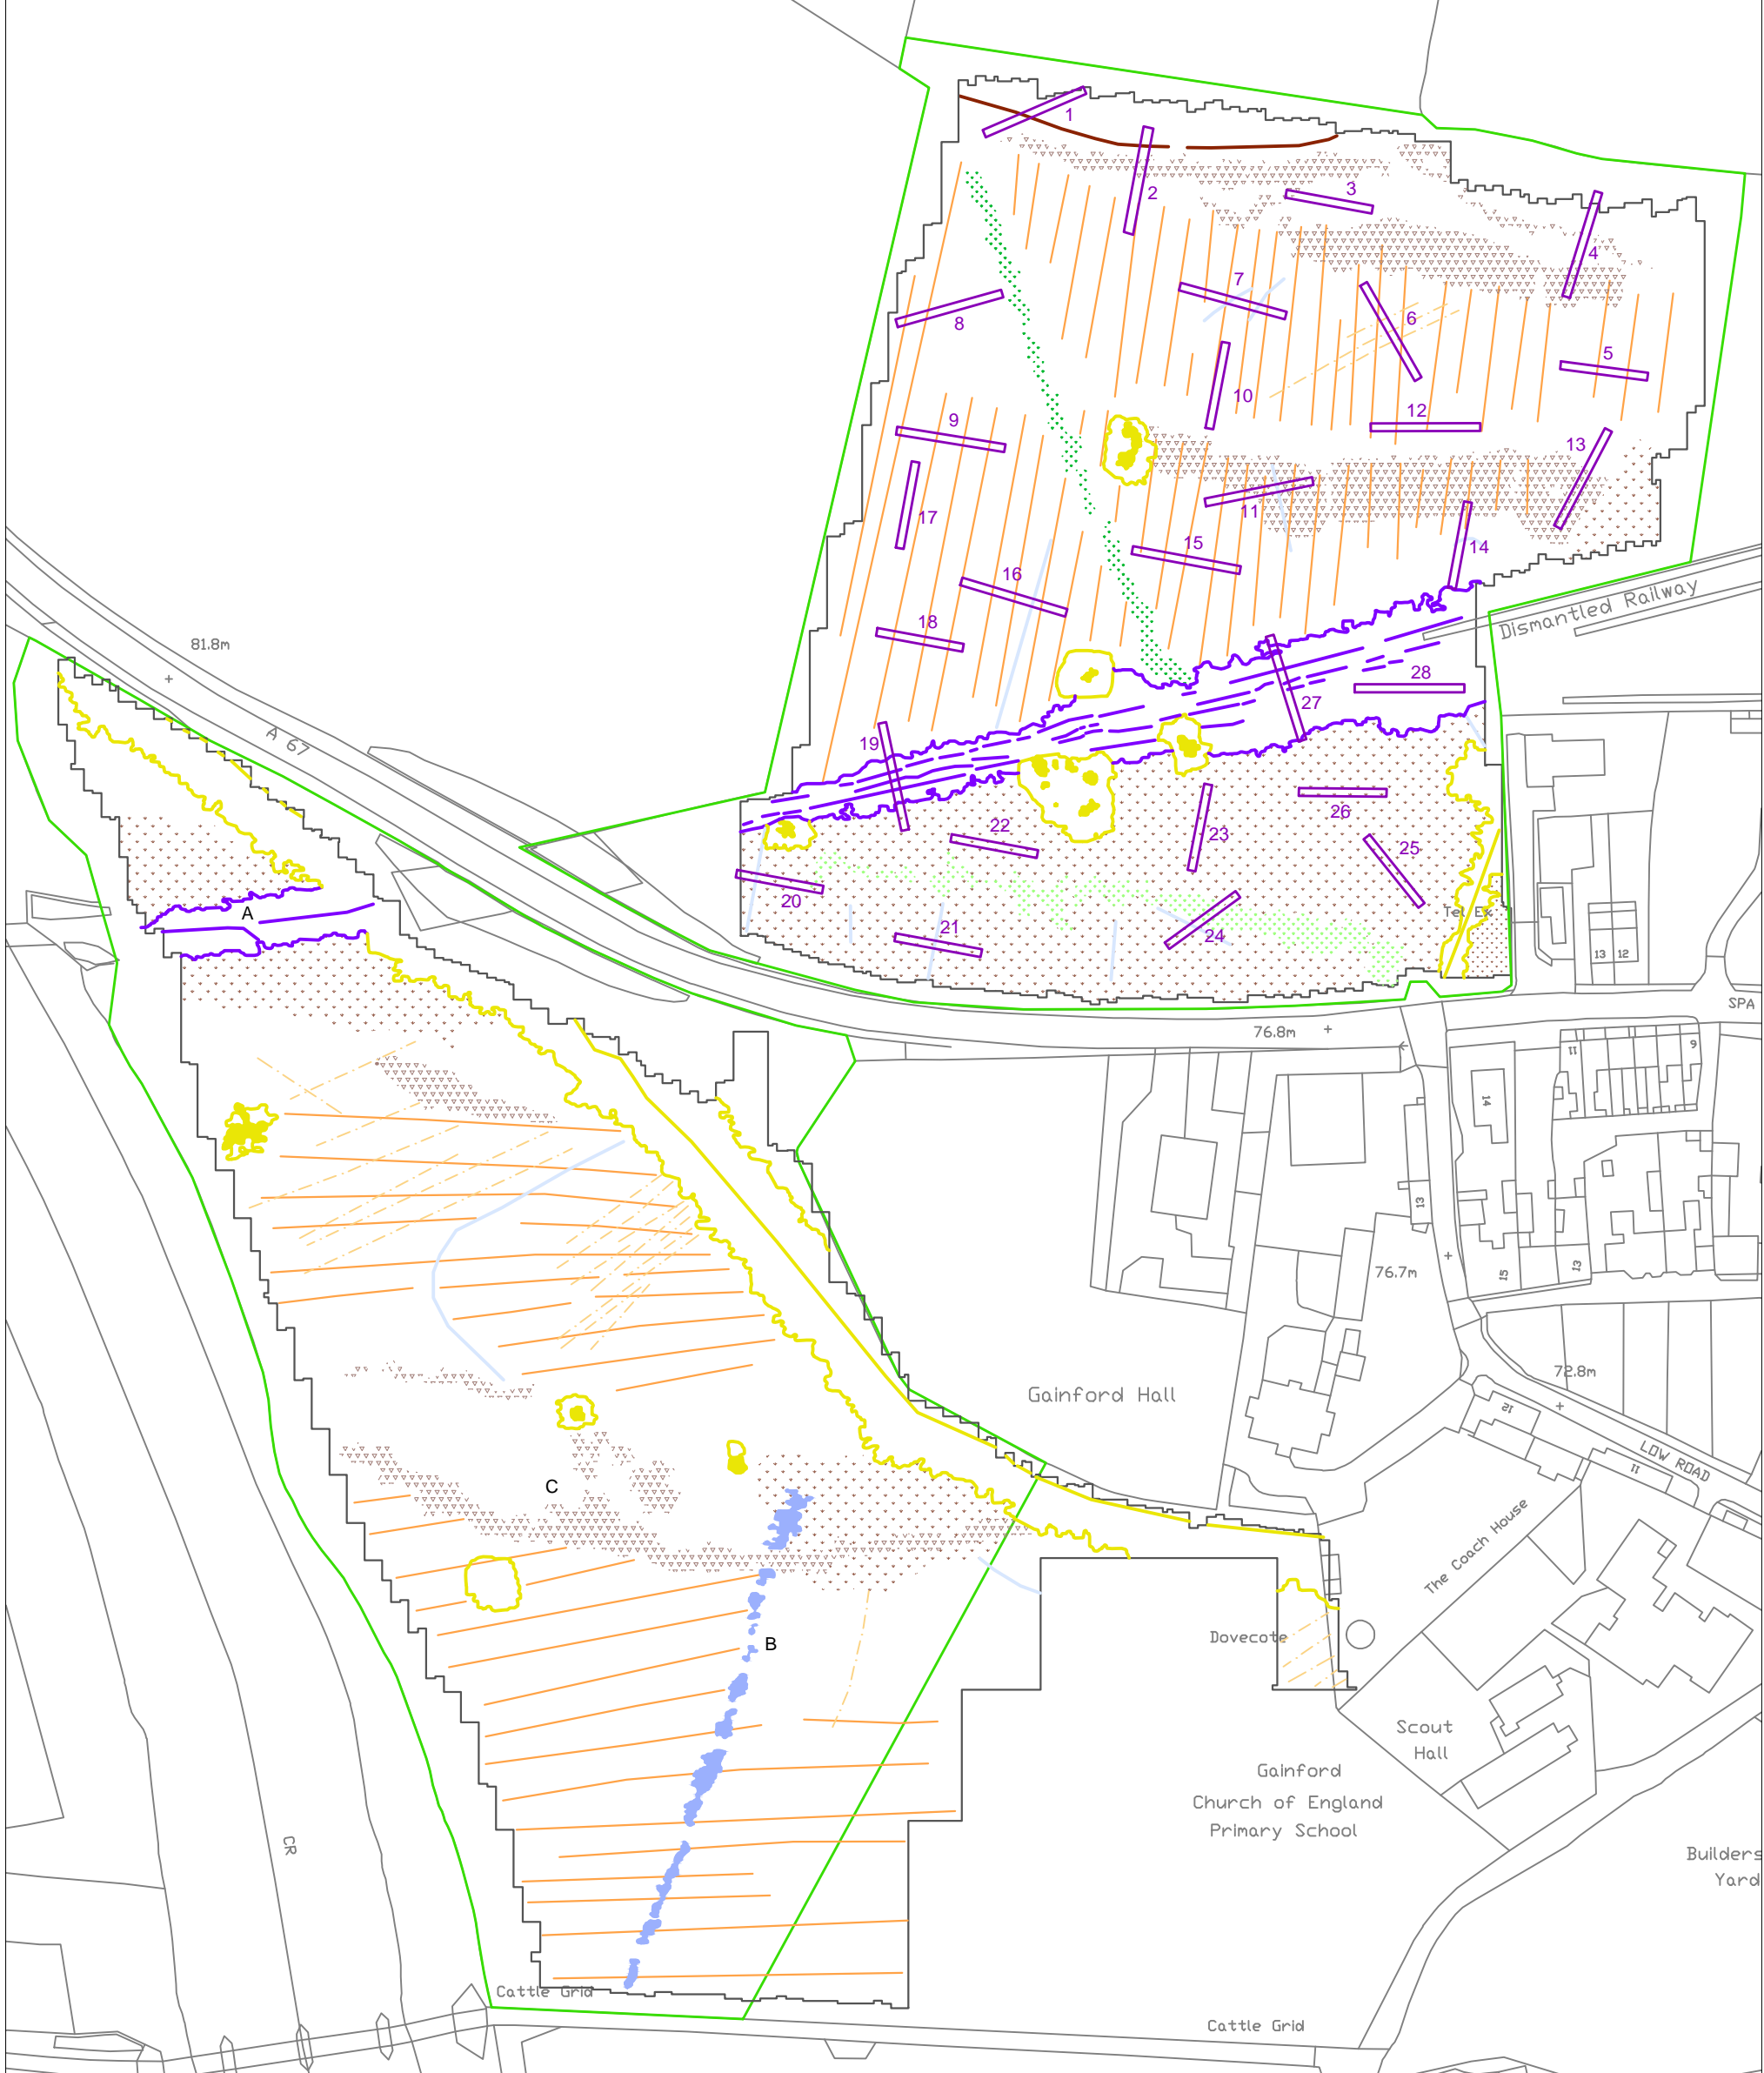 1
2
3
4
7
8
6
5
10
12
9
13
11
17
14
15
16
18
Dismantled Railway
81.8m
28
27
A 67
19
26
22
23
25
20
A
Tel Ex
24
21
13 12
SPA
76.8m
11
9
14
13
76.7m
15
13
72.8m
Gainford Hall
12
LOW ROAD
11
C
The Coach House
B
Dovecote
Scout
Hall
Gainford
Church of England
Primary School
CR
Builders
Yard
Cattle Grid
Cattle Grid